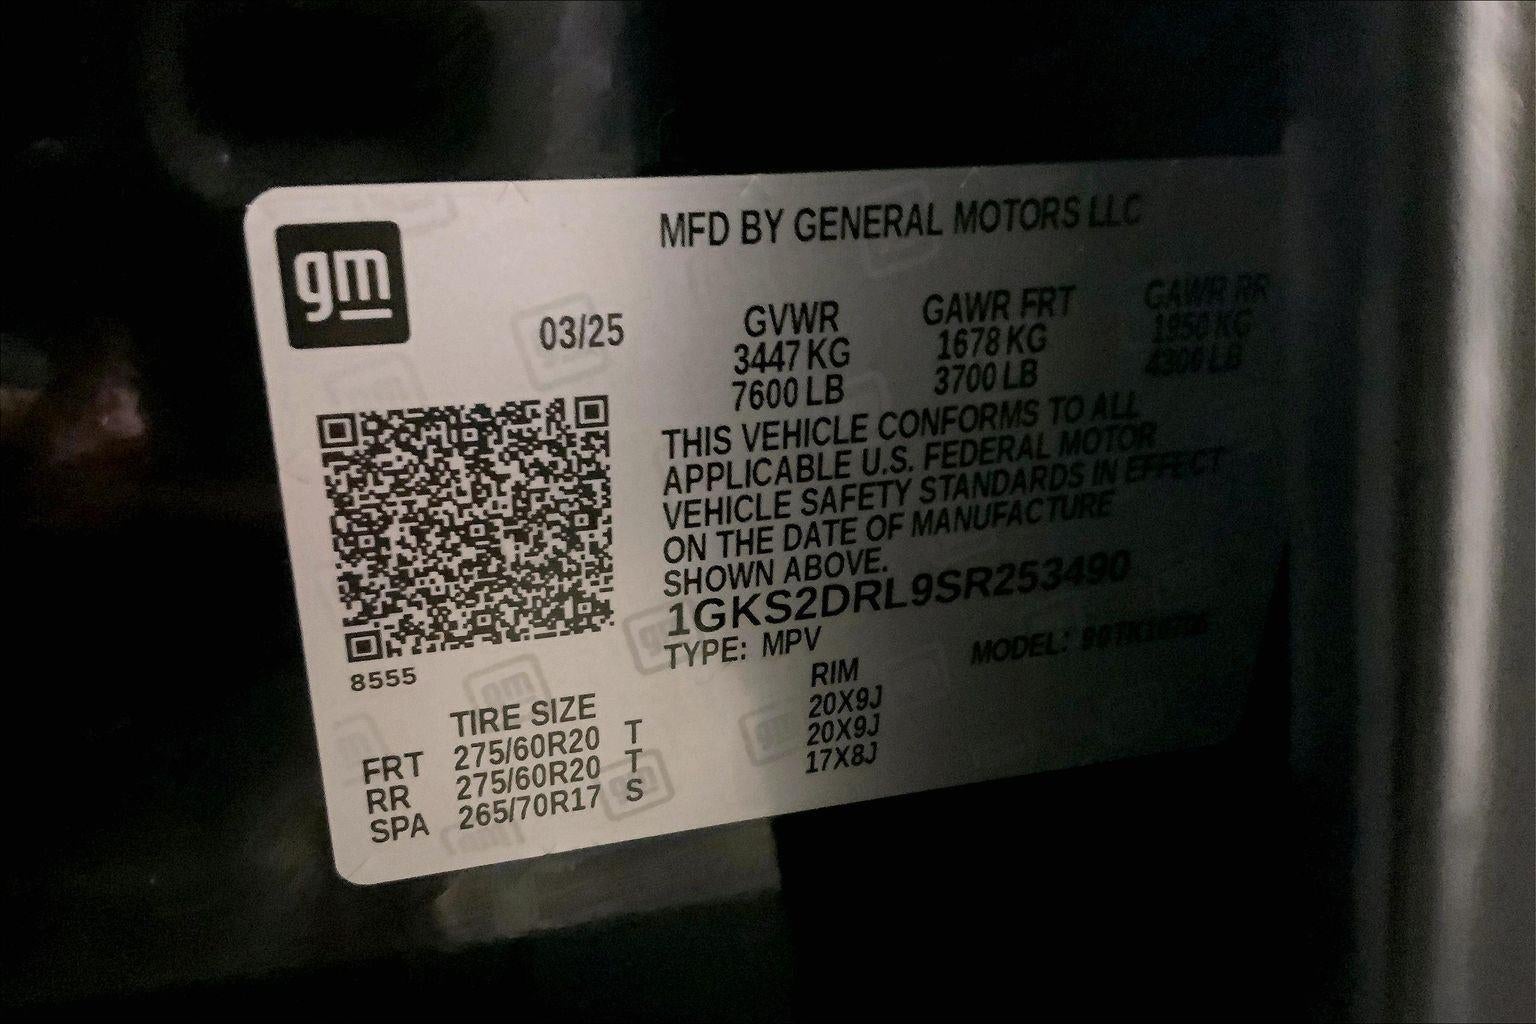 gm
MFD BY GENERAL MOTORS LLC
03/25
GVWR GAWR FRT GAWR RR
3447 KG 1678 KG 1950 KG
7600 LB 3700 LB 4300 LB
THIS VEHICLE CONFORMS TO ALL
APPLICABLE U.S. FEDERAL MOTOR
VEHICLE SAFETY STANDARDS IN EFFECT
ON THE DATE OF MANUFACTURE
SHOWN ABOVE.
1GKS2DRL9SR253490
TYPE: MPV MODEL:
8555
TIRE SIZE RIM
FRT 275/60R20 T 20X9J
RR 275/60R20 T 20X9J
SPA 265/70R17 S 17X8J